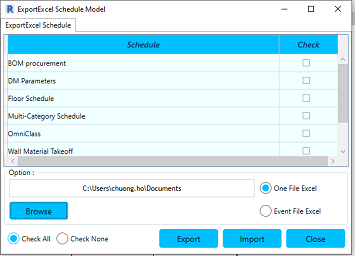 ExportExcel Schedule Model
ExportExcel Schedule
Schedule Check
BOM procurement
DM Parameters
Floor Schedule
Multi-Category Schedule
OmniClass
Wall Material Takeoff
Option :
C:\Users\chuong.ho\Documents
One File Excel
Browse
Event File Excel
Check All Check None Export Import Close